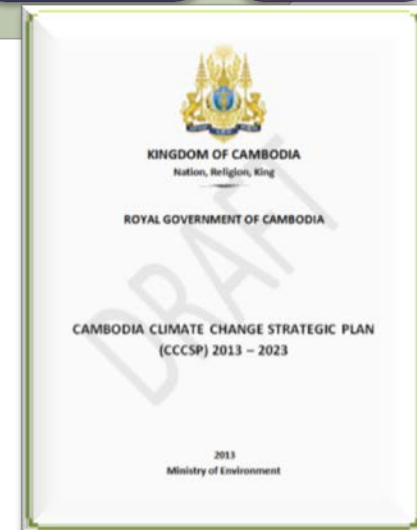 KINGDOM OF CAMBODIA
Nation, Religion, King
ROYAL GOVERNMENT OF CAMBODIA
DRAFT
CAMBODIA CLIMATE CHANGE STRATEGIC PLAN
(CCCSP) 2013 – 2023
2013
Ministry of Environment